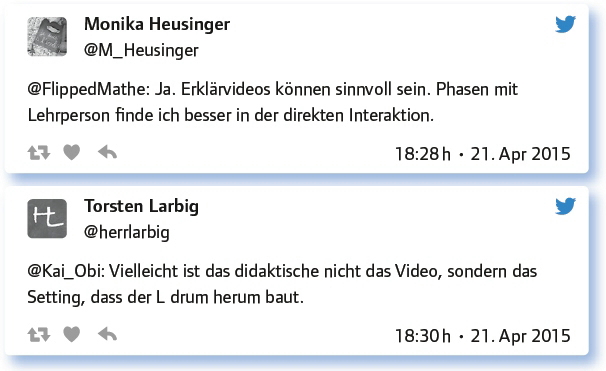 Monika Heusinger
@M_Heusinger
@FlippedMathe: Ja. Erklärvideos können sinnvoll sein. Phasen mit
Lehrperson finde ich besser in der direkten Interaktion.
18:28 h · 21. Apr 2015
Torsten Larbig
HL
@herrlarbig
@Kai_Obi: Vielleicht ist das didaktische nicht das Video, sondern das
Setting, dass der L drum herum baut.
18:30 h · 21. Apr 2015